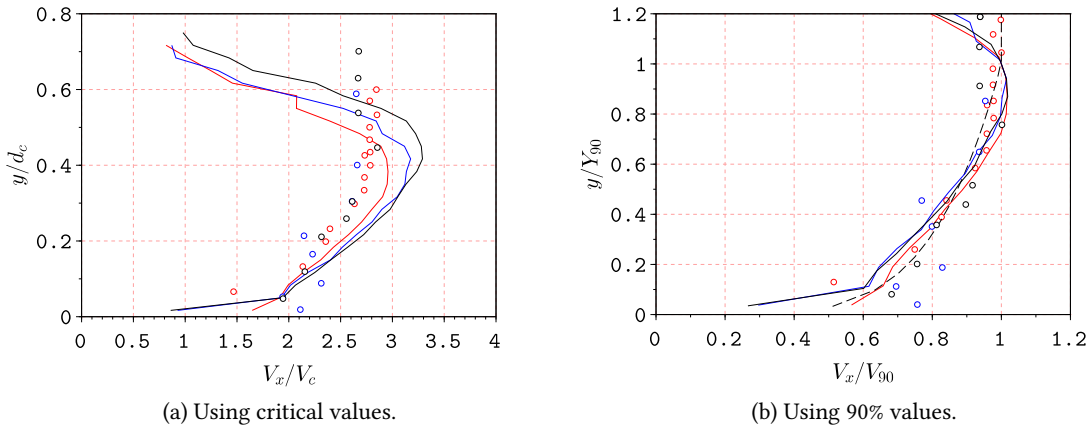 0.8
0.6
0.4
0.2
0
y/d_c
0 0.5 1 1.5 2 2.5 3 3.5 4
V_x/V_c
(a) Using critical values.
1.2
1
0.8
0.6
0.4
0.2
0
y/Y_90
0 0.2 0.4 0.6 0.8 1 1.2
V_x/V_90
(b) Using 90% values.